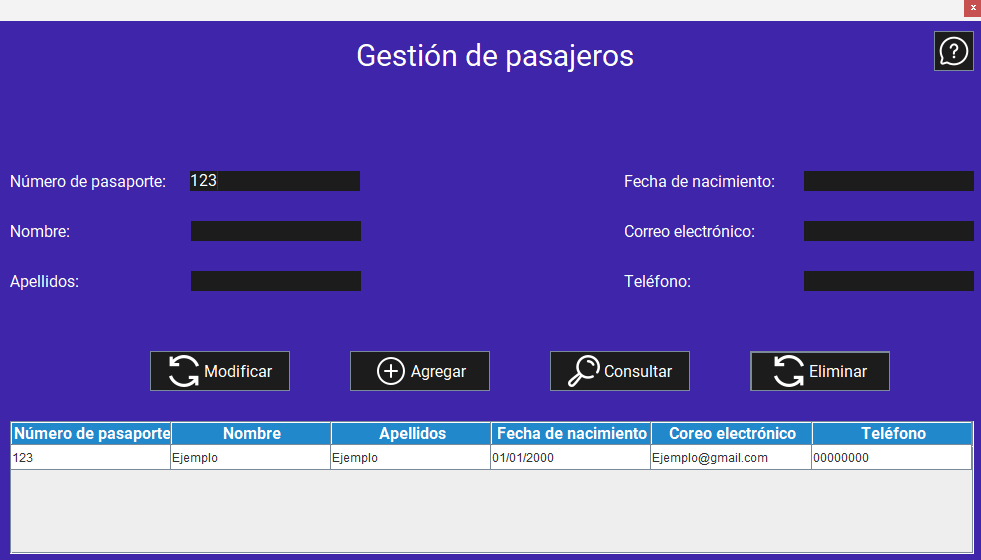 x
Gestión de pasajeros
?
Número de pasaporte: 123 Fecha de nacimiento:
Nombre: Correo electrónico:
Apellidos: Teléfono:
Modificar Agregar Consultar Eliminar
Número de pasaporte Nombre Apellidos Fecha de nacimiento Coreo electrónico Teléfono
123 Ejemplo Ejemplo 01/01/2000 Ejemplo@gmail.com 00000000